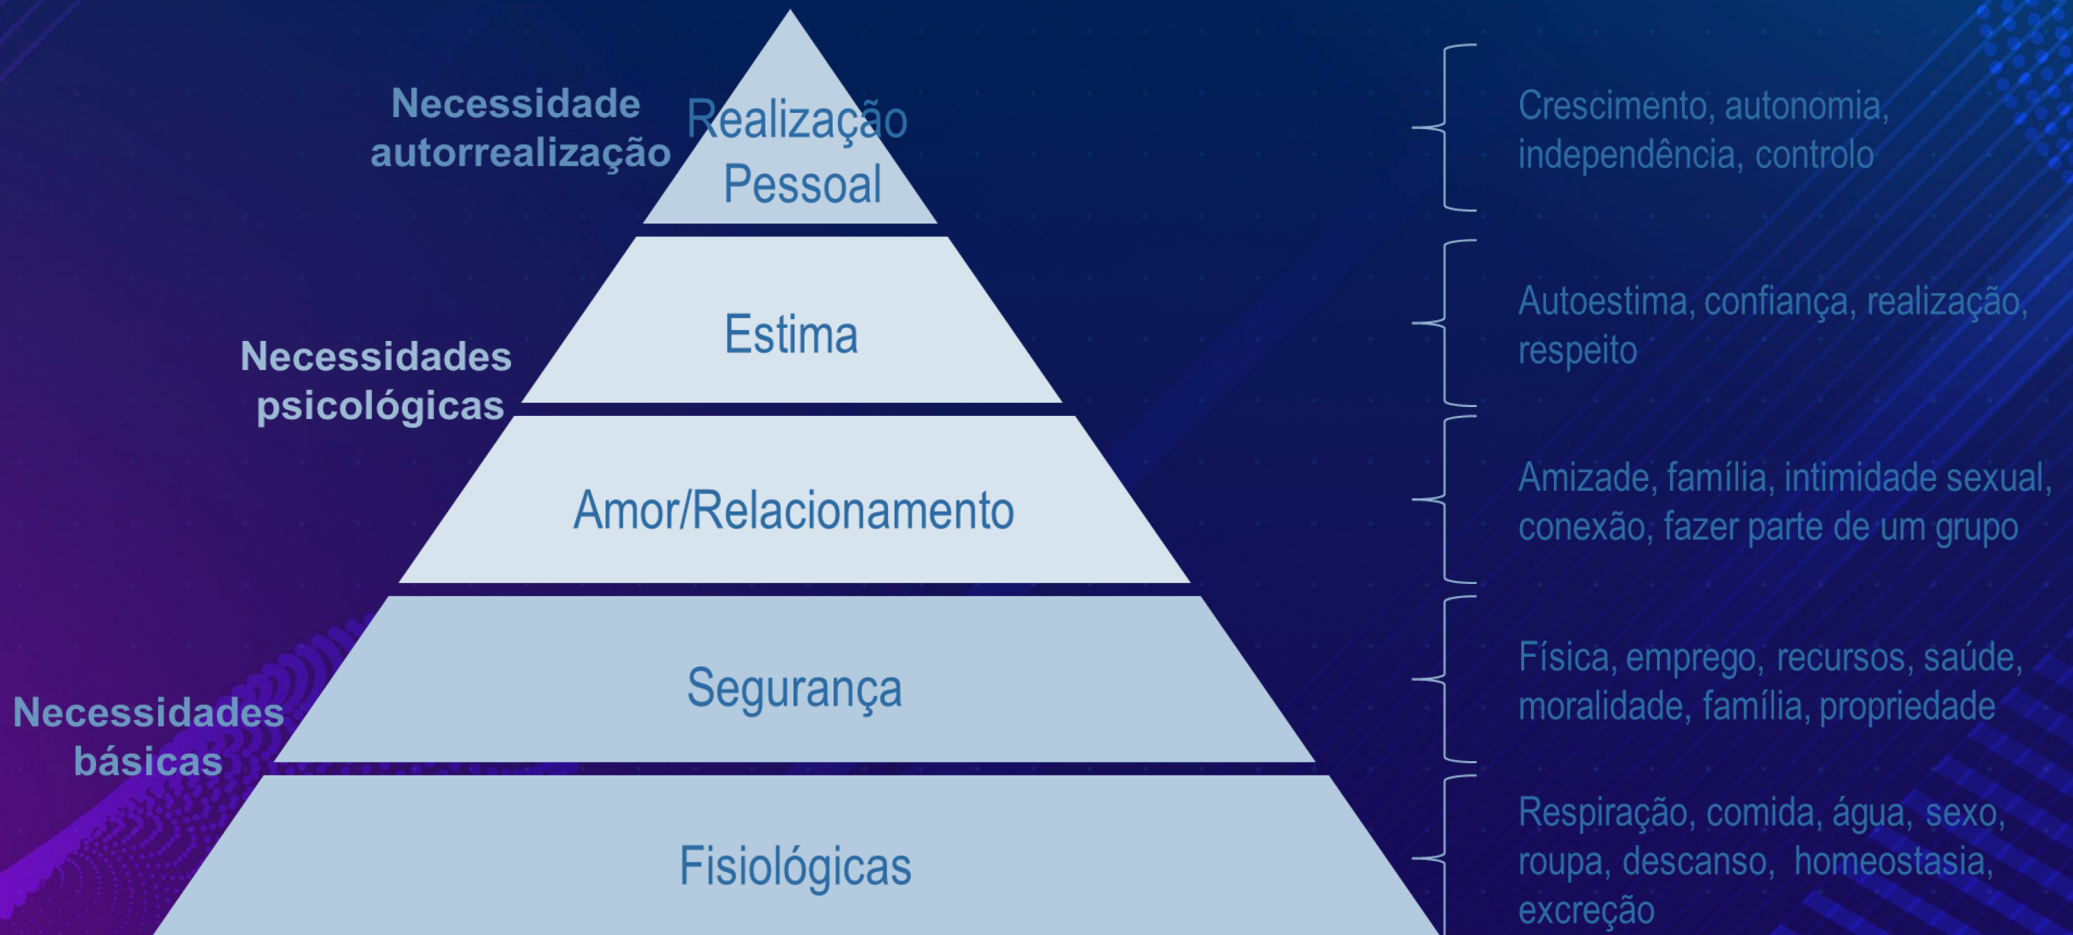 Necessidade
autorrealização
Realização
Pessoal
Crescimento, autonomia,
independência, controlo
Necessidades
psicológicas
Estima
Autoestima, confiança, realização,
respeito
Amor/Relacionamento
Amizade, família, intimidade sexual,
conexão, fazer parte de um grupo
Necessidades
básicas
Segurança
Física, emprego, recursos, saúde,
moralidade, família, propriedade
Fisiológicas
Respiração, comida, água, sexo,
roupa, descanso, homeostasia,
excreção